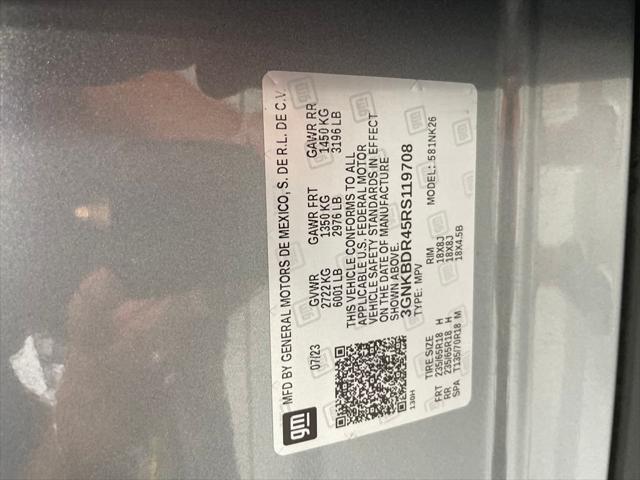 gm
MFD BY GENERAL MOTORS DE MEXICO, S. DE R.L. DE C.V.
07/23 GVWR GAWR FRT GAWR RR
2722 KG 1350 KG 1450 KG
6001 LB 2976 LB 3196 LB
THIS VEHICLE CONFORMS TO ALL
APPLICABLE U.S. FEDERAL MOTOR
VEHICLE SAFETY STANDARDS IN EFFECT
ON THE DATE OF MANUFACTURE
SHOWN ABOVE.
3GNKBDR45RS119708
TYPE: MPV MODEL: 581NK26
130H
TIRE SIZE RIM
FRT 235/65R18 H 18X8J
RR 235/65R18 H 18X8J
SPA T135/70R18 M 18X4.5B